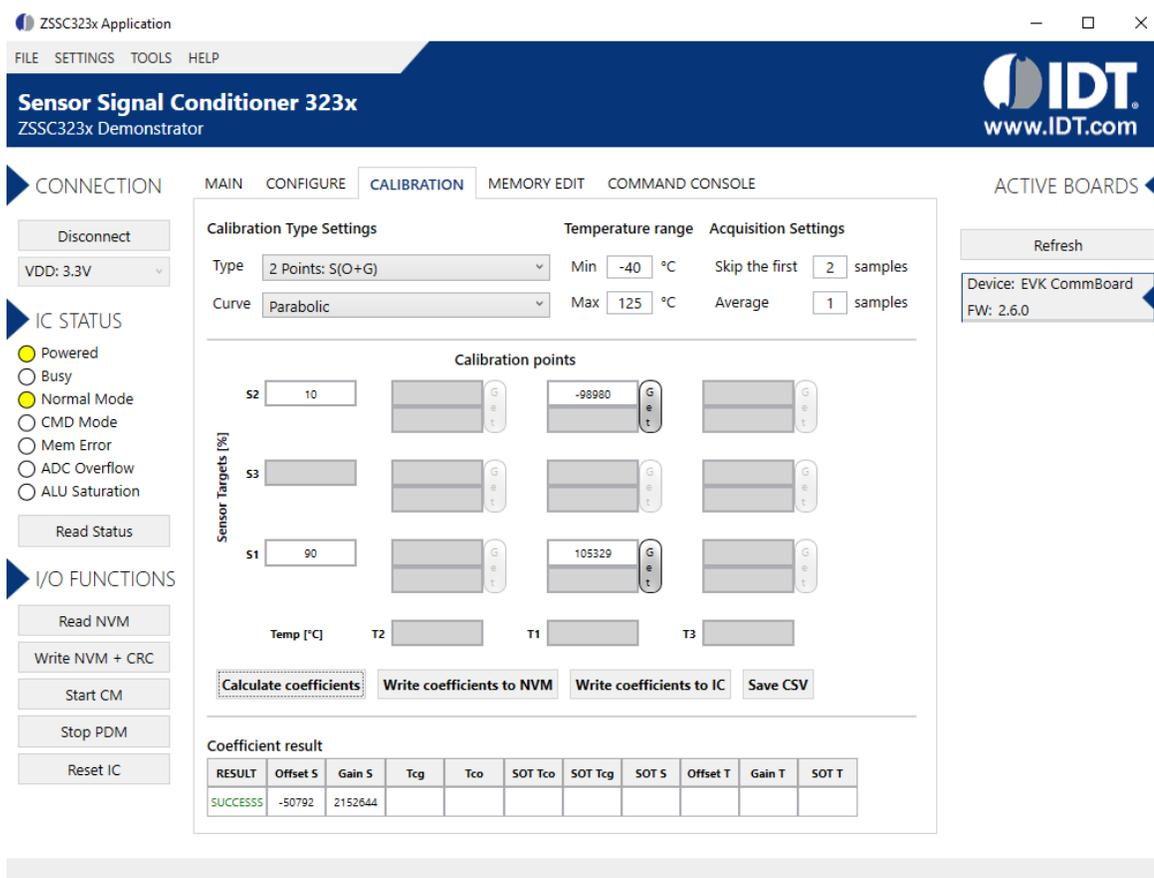 ZSSC323x Application
FILE SETTINGS TOOLS HELP
Sensor Signal Conditioner 323x
ZSSC323x Demonstrator
IDT.
www.IDT.com
CONNECTION
Disconnect
VDD: 3.3V
IC STATUS
Powered
Busy
Normal Mode
CMD Mode
Mem Error
ADC Overflow
ALU Saturation
Read Status
I/O FUNCTIONS
Read NVM
Write NVM + CRC
Start CM
Stop PDM
Reset IC
MAIN CONFIGURE CALIBRATION MEMORY EDIT COMMAND CONSOLE
Calibration Type Settings Temperature range Acquisition Settings
Type 2 Points: S(O+G) Min -40 °C Skip the first 2 samples
Curve Parabolic Max 125 °C Average 1 samples
Calibration points
Sensor Targets [%]
S2 10 Get -98980 Get Get
S3 Get Get Get
S1 90 Get 105329 Get Get
Temp [°C] T2 T1 T3
Calculate coefficients Write coefficients to NVM Write coefficients to IC Save CSV
Coefficient result
RESULT Offset S Gain S Tcg Tco SOT Tco SOT Tcg SOT S Offset T Gain T SOT T
SUCCESSS -50792 2152644
ACTIVE BOARDS
Refresh
Device: EVK CommBoard
FW: 2.6.0